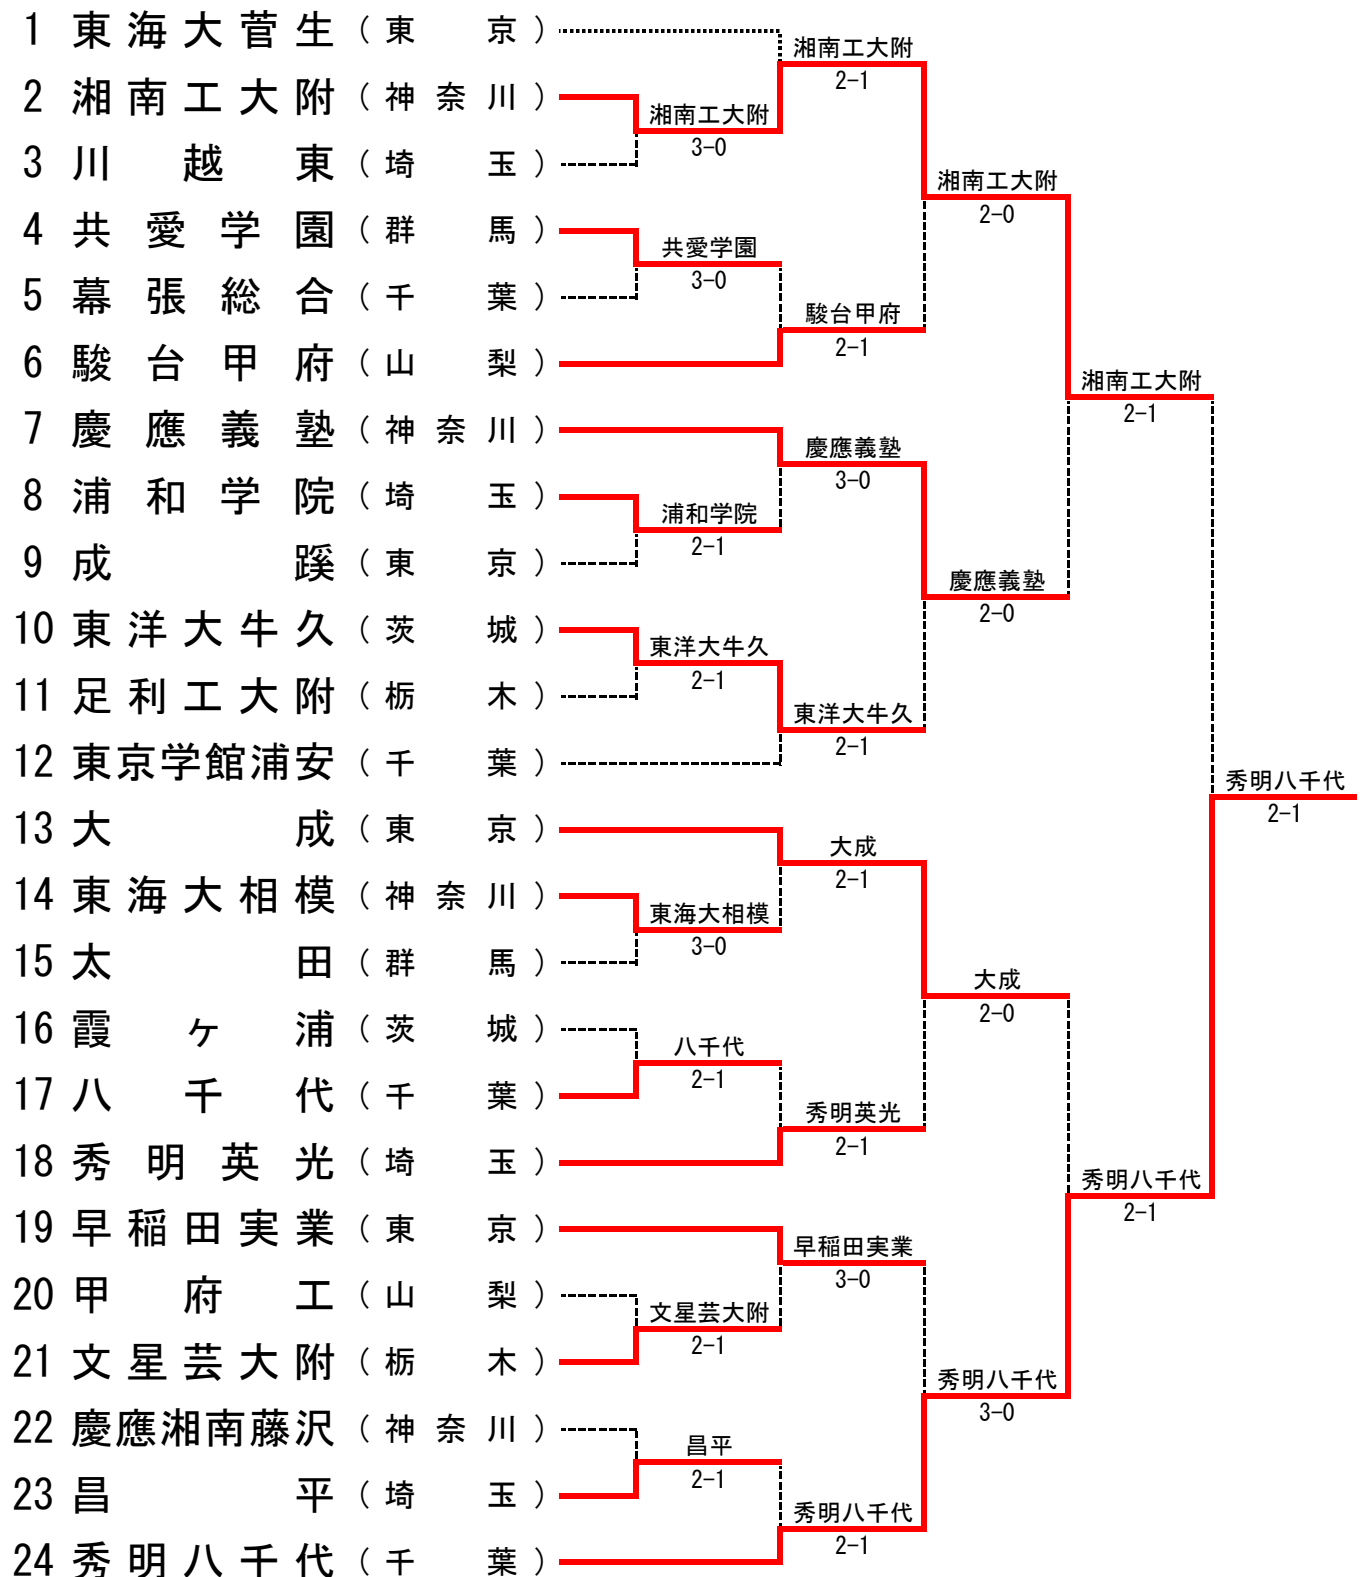 1 東海大菅生 (東京)
湘南工大附
2-1
2 湘南工大附 (神奈川)
湘南工大附
3-0
3 川越東 (埼玉)
湘南工大附
2-0
4 共愛学園 (群馬)
共愛学園
3-0
5 幕張総合 (千葉)
駿台甲府
2-1
6 駿台甲府 (山梨)
湘南工大附
2-1
7 慶應義塾 (神奈川)
慶應義塾
3-0
8 浦和学院 (埼玉)
浦和学院
2-1
9 成蹊 (東京)
慶應義塾
2-0
10 東洋大牛久 (茨城)
東洋大牛久
2-1
11 足利工大附 (栃木)
東洋大牛久
2-1
12 東京学館浦安 (千葉)
秀明八千代
2-1
13 大成 (東京)
大成
2-1
14 東海大相模 (神奈川)
東海大相模
3-0
15 太田 (群馬)
大成
2-0
16 霞ヶ浦 (茨城)
八千代
2-1
17 八千代 (千葉)
秀明英光
2-1
18 秀明英光 (埼玉)
秀明八千代
2-1
19 早稲田実業 (東京)
早稲田実業
3-0
20 甲府工 (山梨)
文星芸大附
2-1
21 文星芸大附 (栃木)
秀明八千代
3-0
22 慶應湘南藤沢 (神奈川)
昌平
2-1
23 昌平 (埼玉)
秀明八千代
2-1
24 秀明八千代 (千葉)